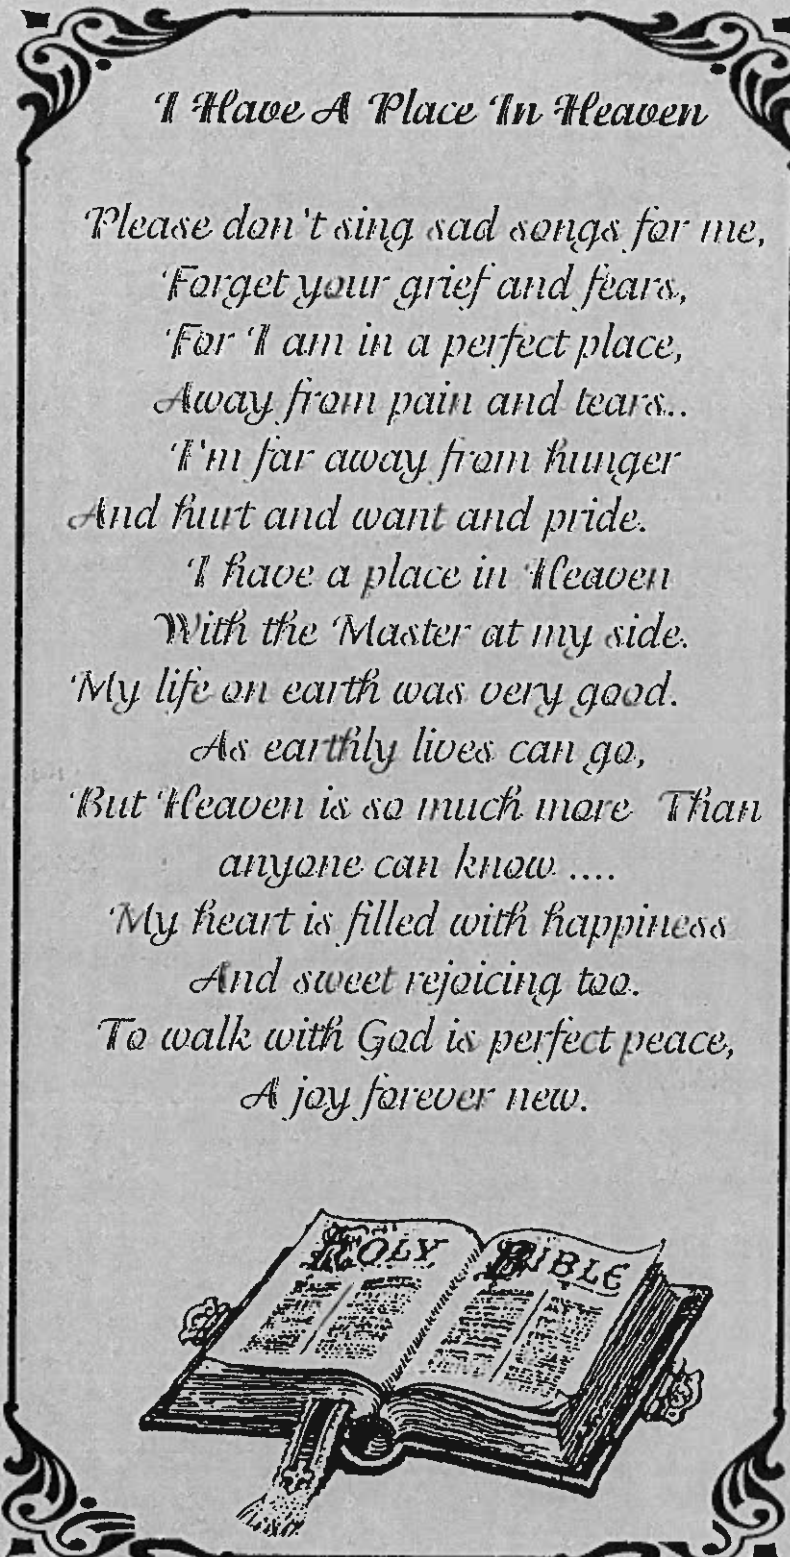 I Have A Place In Heaven
Please don't sing sad songs for me,
Forget your grief and fears,
For I am in a perfect place,
Away from pain and tears..
I'm far away from hunger
And hurt and want and pride.
I have a place in Heaven
With the Master at my side.
My life on earth was very good.
As earthly lives can go,
But Heaven is so much more Than
anyone can know ....
My heart is filled with happiness
And sweet rejoicing too.
To walk with God is perfect peace,
A joy forever new.
HOLY BIBLE